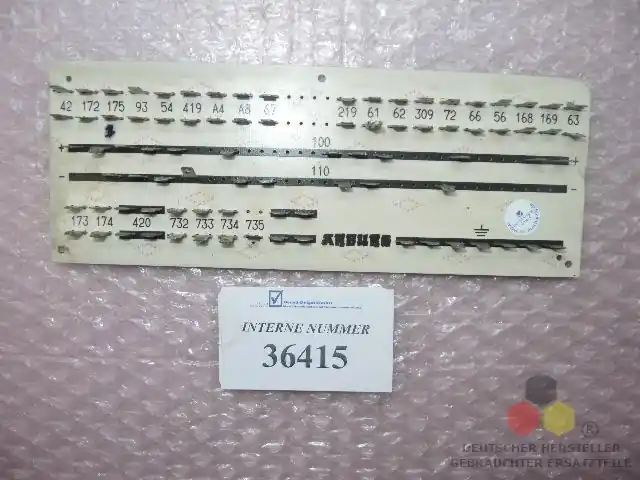 42 172 175 93 54 419 A4 A8 67 219 61 62 309 72 66 56 168 169 63
100
+ +
110
- -
173 174 420 732 733 734 735
ARBURG
INTERNE NUMMER
36415
®
DEUTSCHER HERSTELLER
GEBRAUCHTER ERSATZTEILE